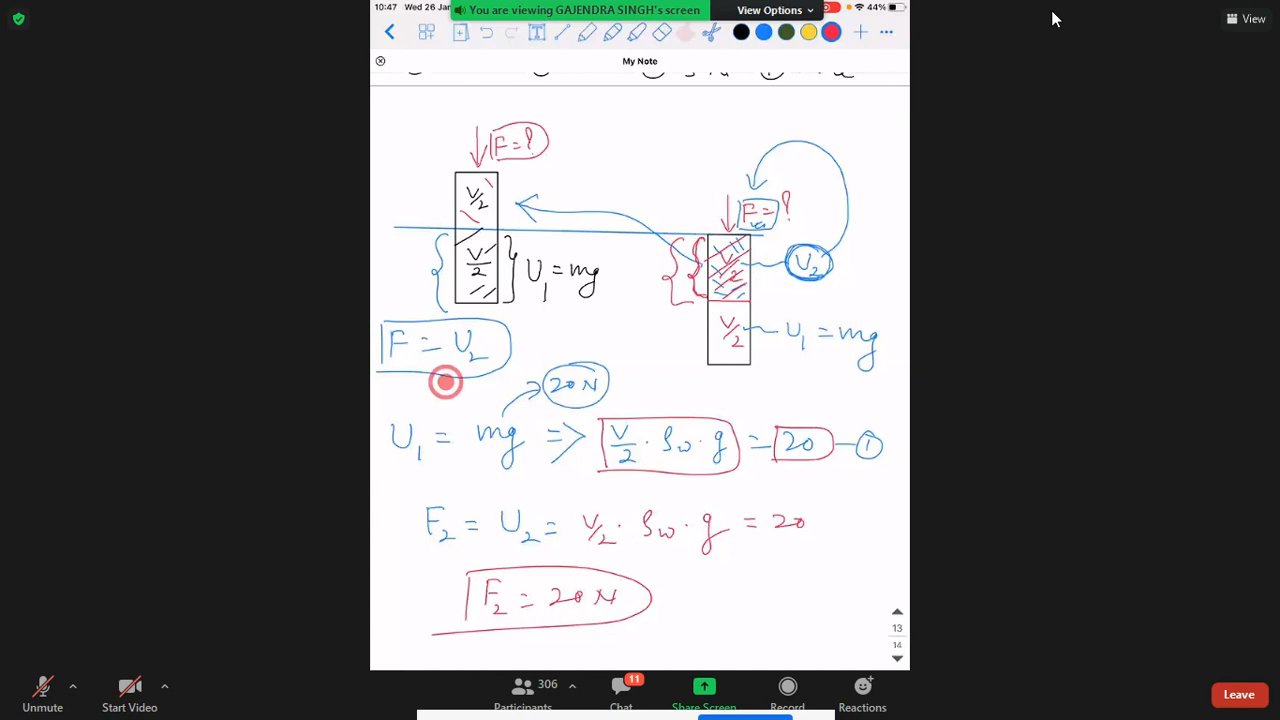 10:47 Wed 26 Jan
You are viewing GAJENDRA SINGH's screen
View Options
44%
View
My Note
F = ?
V/2
F = ?
V/2
U₁ = mg
V/2
U₂
V/2
U₁ = mg
F = U₂
20 N
U₁ = mg => V/2 · ρw · g = 20 — ①
F₂ = U₂ = V/2 · ρw · g = 20
F₂ = 20 N
13
14
306
11
Unmute
Start Video
Participants
Chat
Share Screen
Record
Reactions
Leave